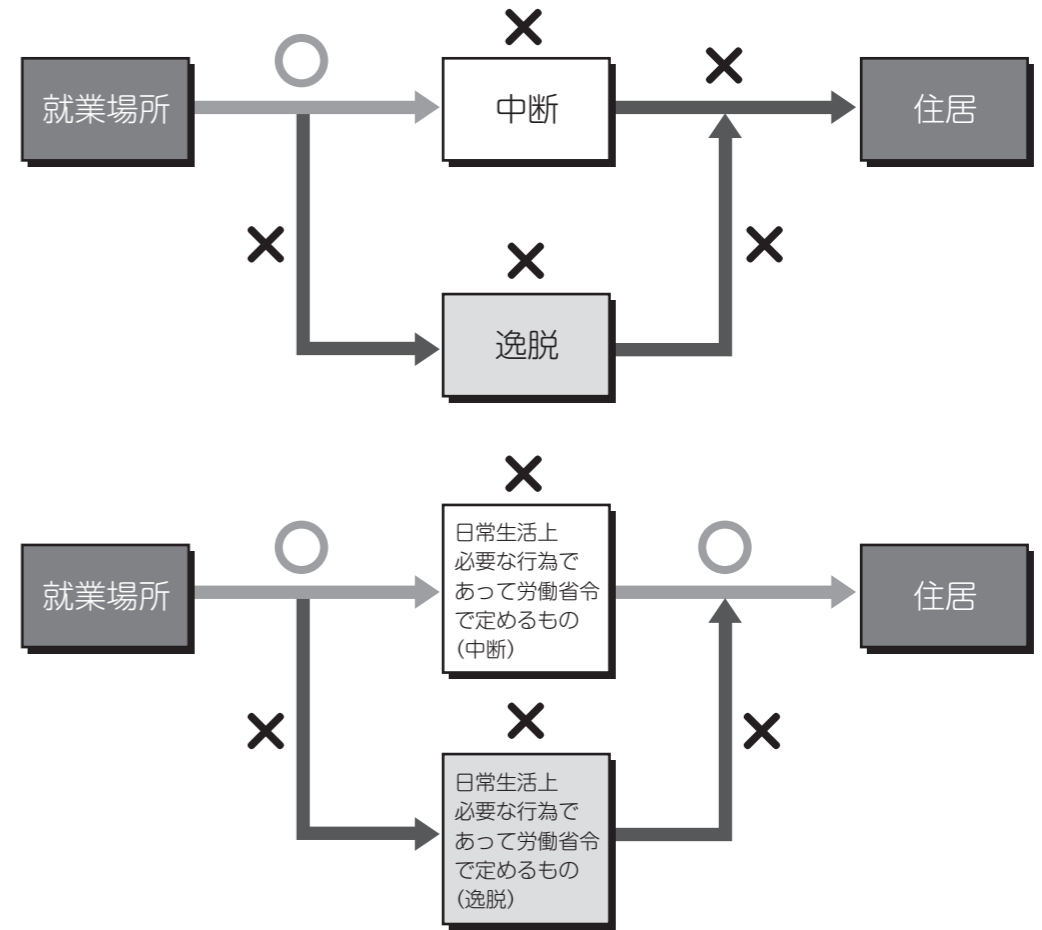 就業場所
中断
住居
逸脱
就業場所
日常生活上
必要な行為で
あって労働省令
で定めるもの
（中断）
住居
日常生活上
必要な行為で
あって労働省令
で定めるもの
（逸脱）